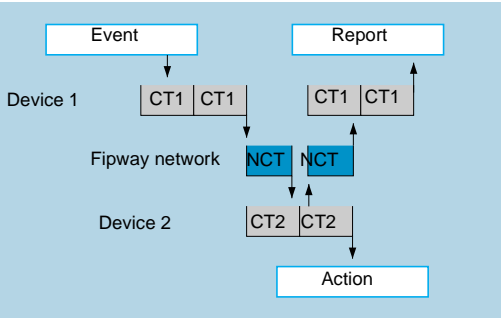 Event Report
Device 1 CT1 CT1 CT1 CT1
Fipway network NCT NCT
Device 2 CT2 CT2
Action